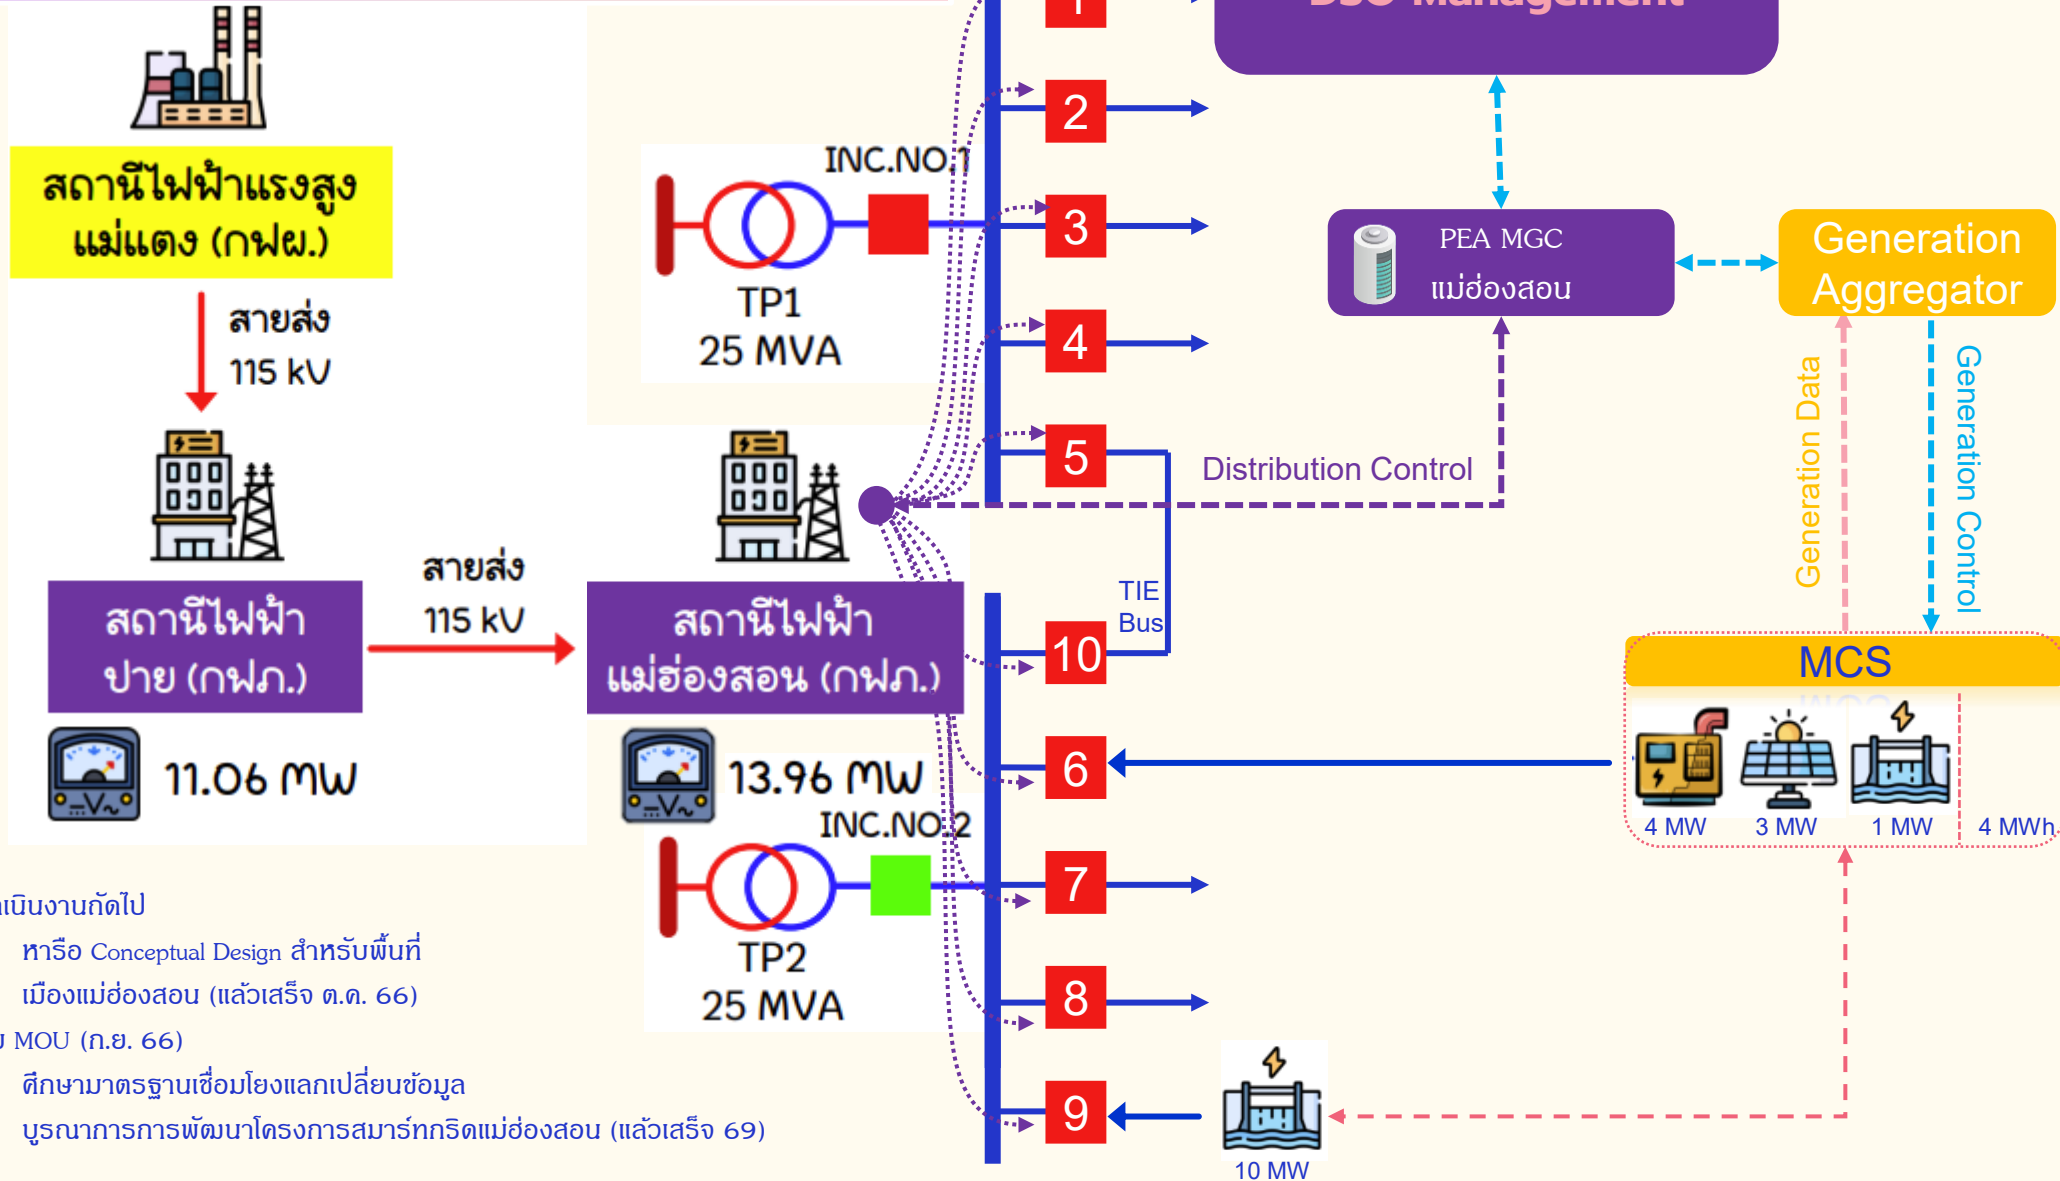 1
DSO Management
2
INC.NO.1
สถานีไฟฟ้าแรงสูง
แม่แตง (กฟผ.)
3
PEA MGC
แม่ฮ่องสอน
Generation
Aggregator
TP1
25 MVA
สายส่ง
115 kV
4
5
Distribution Control
Generation Data
Generation Control
สถานีไฟฟ้า
ปาย (กฟภ.)
สายส่ง
115 kV
สถานีไฟฟ้า
แม่ฮ่องสอน (กฟภ.)
TIE
Bus
10
MCS
11.06 MW
13.96 MW
6
4 MW
3 MW
1 MW
4 MWh
INC.NO.2
TP2
25 MVA
7
8
9
10 MW
เนินงานถัดไป
หารือ Conceptual Design สำหรับพื้นที่
เมืองแม่ฮ่องสอน (แล้วเสร็จ ต.ค. 66)
MOU (ก.ย. 66)
ศึกษามาตรฐานเชื่อมโยงแลกเปลี่ยนข้อมูล
บูรณาการการพัฒนาโครงการสมาร์ทกริดแม่ฮ่องสอน (แล้วเสร็จ 69)